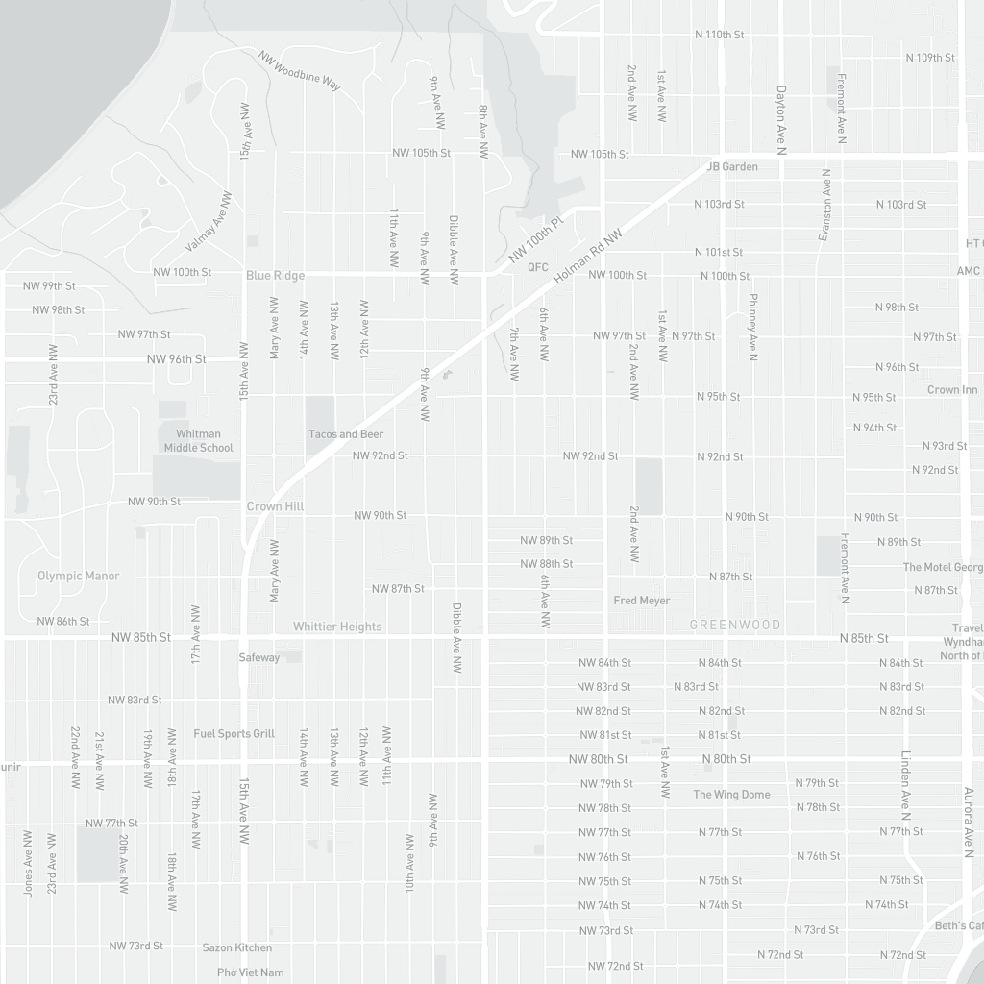 N 110th St
NW Woodbine Way
N 109th St
2nd Ave NW
1st Ave NW
9th Ave NW
Fremont Ave N
Dayton Ave N
8th Ave NW
15th Ave NW
NW 105th St
NW 105th St
JB Garden
Evanston Ave N
N 103rd St
N 103rd St
Valmay Ave NW
11th Ave NW
9th Ave NW
Dibble Ave NW
NW 100th Pl
Holman Rd NW
N 101st St
QFC
NW 100th St
Blue Ridge
NW 100th St
N 100th St
AMC
NW 99th St
NW 98th St
N 98th St
Mary Ave NW
14th Ave NW
13th Ave NW
12th Ave NW
6th Ave NW
7th Ave NW
1st Ave NW
Phinney Ave N
NW 97th St
NW 97th St
N 97th St
N 97th St
NW 96th St
N 96th St
23rd Ave NW
15th Ave NW
9th Ave NW
2nd Ave NW
Crown Inn
N 95th St
N 95th St
Whitman
Middle School
Tacos and Beer
N 94th St
N 93rd St
NW 92nd St
NW 92nd St
N 92nd St
N 92nd St
NW 90th St
Crown Hill
NW 90th St
2nd Ave NW
N 90th St
N 90th St
NW 89th St
N 89th St
NW 88th St
Mary Ave NW
Olympic Manor
The Motel Georg
N 87th St
NW 87th St
6th Ave NW
Fremont Ave N
N 87th St
Fred Meyer
NW 86th St
17th Ave NW
Whittier Heights
Dibble Ave NW
GREENWOOD
Travel
NW 85th St
N 85th St
Wyndha
North of
Safeway
NW 84th St
N 84th St
N 84th St
NW 83rd St
N 83rd St
N 83rd St
NW 83rd St
NW 82nd St
N 82nd St
N 82nd St
Fuel Sports Grill
NW 81st St
N 81st St
22nd Ave NW
21st Ave NW
19th Ave NW
18th Ave NW
14th Ave NW
13th Ave NW
12th Ave NW
11th Ave NW
1st Ave NW
NW 80th St
N 80th St
NW 79th St
N 79th St
Linden Ave N
The Wing Dome
NW 78th St
N 78th St
15th Ave NW
17th Ave NW
9th Ave NW
Aurora Ave N
NW 77th St
NW 77th St
N 77th St
N 77th St
Jones Ave NW
23rd Ave NW
20th Ave NW
18th Ave NW
10th Ave NW
NW 76th St
N 76th St
NW 75th St
N 75th St
N 75th St
NW 74th St
N 74th St
N 74th St
Beth's Caf
NW 73rd St
N 73rd St
NW 73rd St
Sazon Kitchen
N 72nd St
N 72nd St
NW 72nd St
Pho Viet Nam